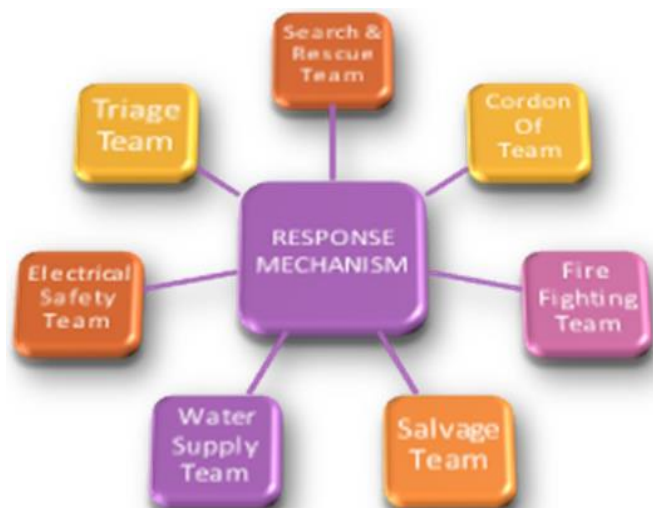 Search &
Rescue
Team
Cordon
Of
Team
Fire
Fighting
Team
Salvage
Team
Water
Supply
Team
Electrical
Safety
Team
Triage
Team
RESPONSE
MECHANISM